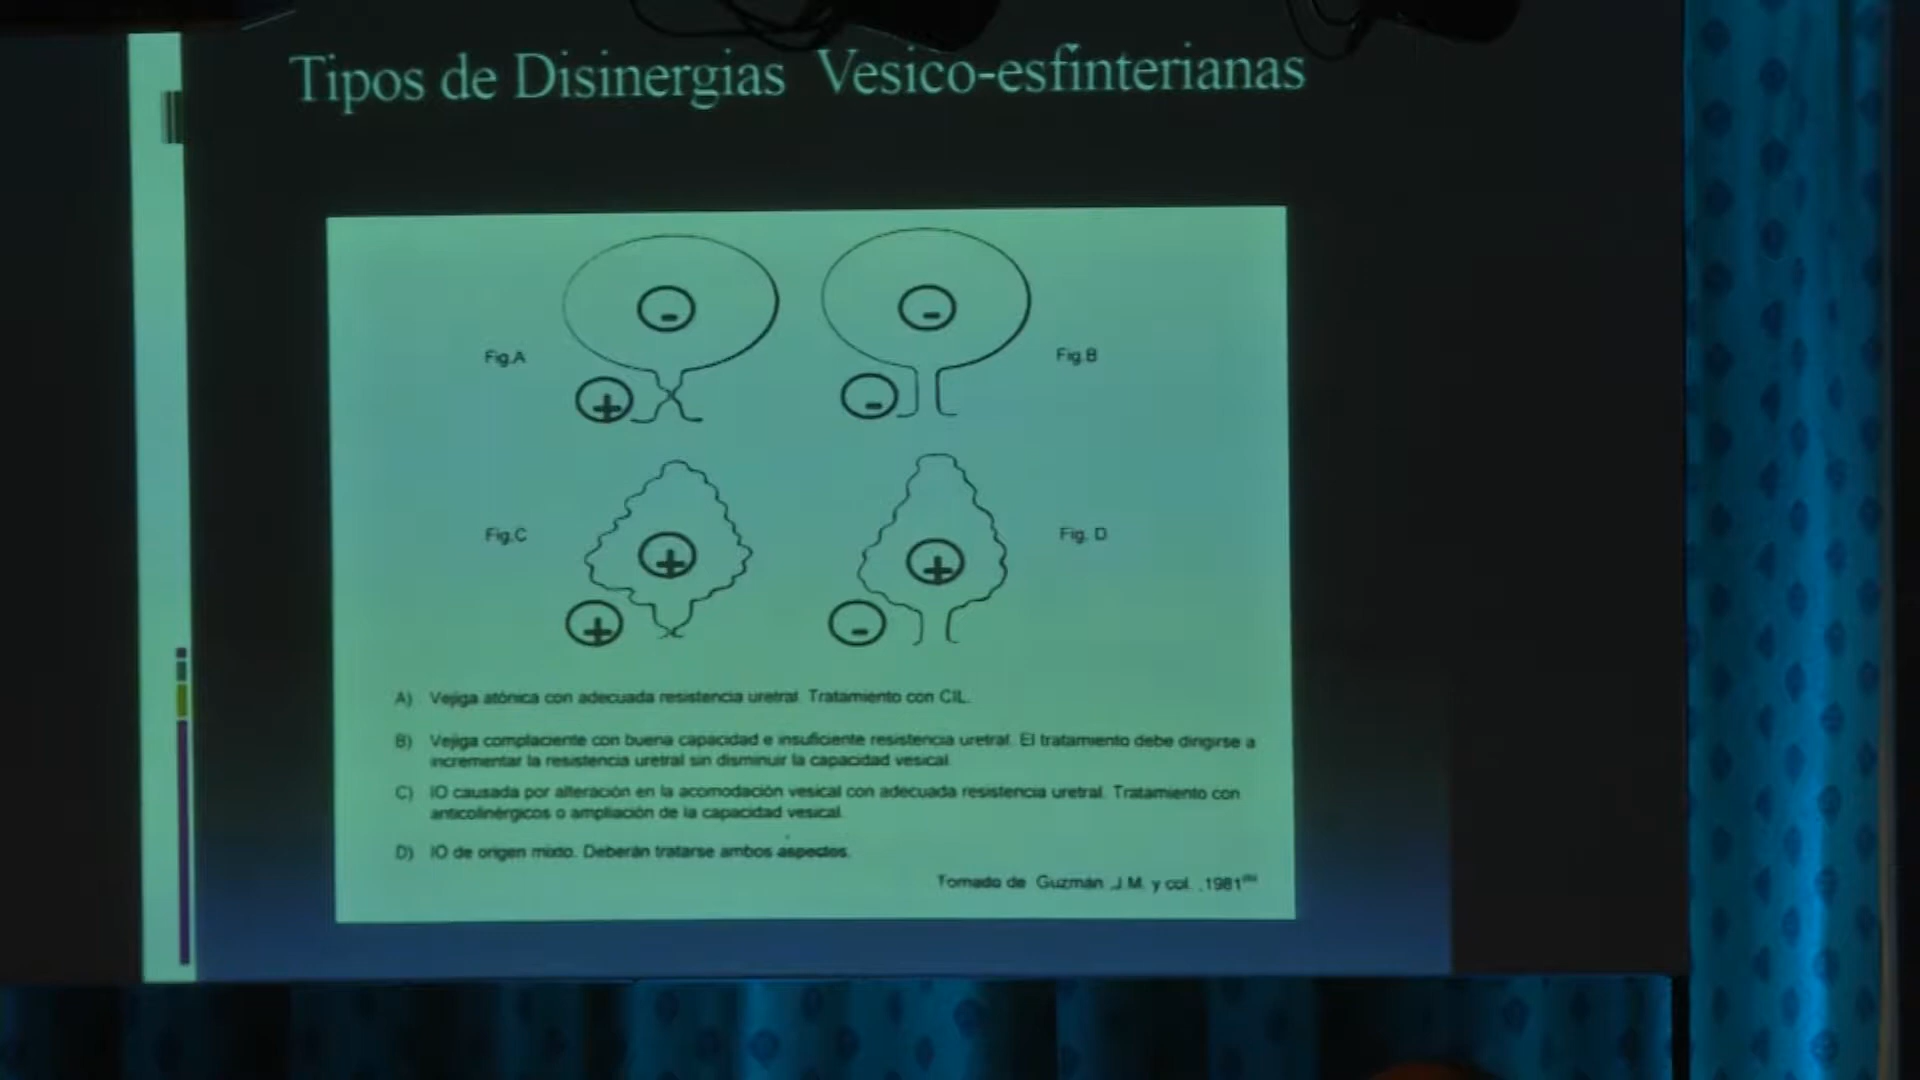 Tipos de Disinergias Vesico-esfinterianas
-
-
Fig.A
Fig.B
+
-
Fig.C
+
+
Fig. D
+
-
A) Vejiga atónica con adecuada resistencia uretral. Tratamiento con CIL.
B) Vejiga complaciente con buena capacidad e insuficiente resistencia uretral. El tratamiento debe dirigirse a
incrementar la resistencia uretral sin disminuir la capacidad vesical.
C) IO causada por alteración en la acomodación vesical con adecuada resistencia uretral. Tratamiento con
anticolinérgicos o ampliación de la capacidad vesical.
D) IO de origen mixto. Deberán tratarse ambos aspectos.
Tomado de Guzmán ,J.M. y col. ,1981